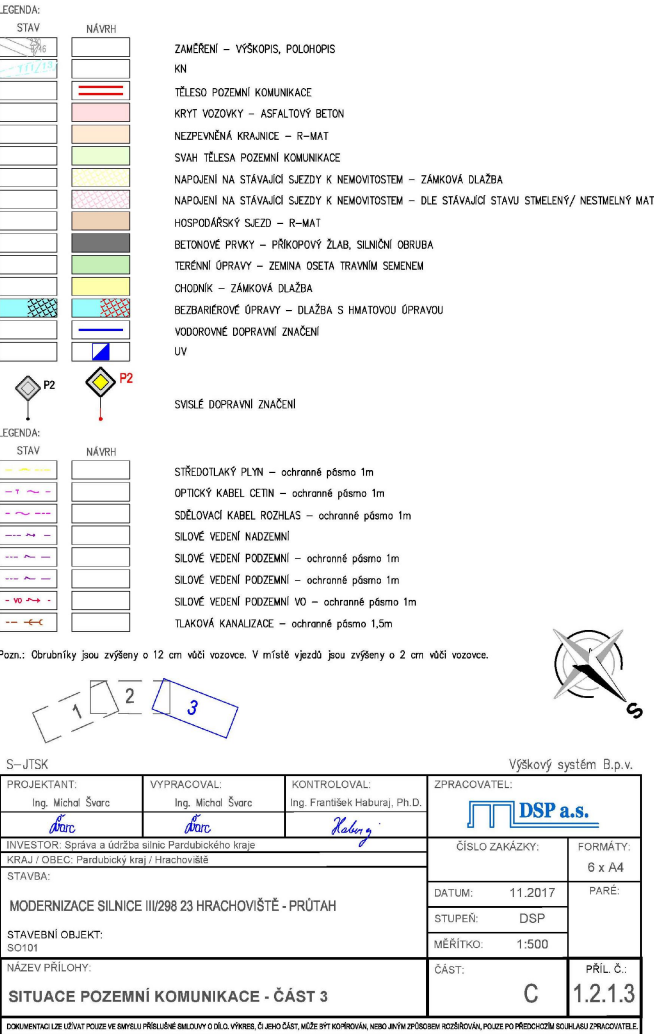 LEGENDA:
STAV NÁVRH
ZAMĚŘENÍ – VÝŠKOPIS, POLOHOPIS
KN
TĚLESO POZEMNÍ KOMUNIKACE
KRYT VOZOVKY – ASFALTOVÝ BETON
NEZPEVNĚNÁ KRAJNICE – R-MAT
SVAH TĚLESA POZEMNÍ KOMUNIKACE
NAPOJENÍ NA STÁVAJÍCÍ SJEZDY K NEMOVITOSTEM – ZÁMKOVÁ DLAŽBA
NAPOJENÍ NA STÁVAJÍCÍ SJEZDY K NEMOVITOSTEM – DLE STÁVAJÍCÍ STAVU STMELENÝ/ NESTMELNÝ MAT
HOSPODÁŘSKÝ SJEZD – R-MAT
BETONOVÉ PRVKY – PŘÍKOPOVÝ ŽLAB, SILNIČNÍ OBRUBA
TERÉNNÍ ÚPRAVY – ZEMINA OSETA TRAVNÍM SEMENEM
CHODNÍK – ZÁMKOVÁ DLAŽBA
BEZBARIÉROVÉ ÚPRAVY – DLAŽBA S HMATOVOU ÚPRAVOU
VODOROVNÉ DOPRAVNÍ ZNAČENÍ
UV
P2 P2
SVISLÉ DOPRAVNÍ ZNAČENÍ
LEGENDA:
STAV NÁVRH
STŘEDOTLAKÝ PLYN – ochranné pásmo 1m
T OPTICKÝ KABEL CETIN – ochranné pásmo 1m
SDĚLOVACÍ KABEL ROZHLAS – ochranné pásmo 1m
SILOVÉ VEDENÍ NADZEMNÍ
SILOVÉ VEDENÍ PODZEMNÍ – ochranné pásmo 1m
SILOVÉ VEDENÍ PODZEMNÍ – ochranné pásmo 1m
VO SILOVÉ VEDENÍ PODZEMNÍ VO – ochranné pásmo 1m
TLAKOVÁ KANALIZACE – ochranné pásmo 1,5m
Pozn.: Obrubníky jsou zvýšeny o 12 cm vůči vozovce. V místě vjezdů jsou zvýšeny o 2 cm vůči vozovce.
S
1 2 3
S-JTSK Výškový systém B.p.v.
PROJEKTANT: VYPRACOVAL: KONTROLOVAL: ZPRACOVATEL:
Ing. Michal Švarc Ing. Michal Švarc Ing. František Haburaj, Ph.D.
DSP a.s.
INVESTOR: Správa a údržba silnic Pardubického kraje
KRAJ / OBEC: Pardubický kraj / Hrachoviště
ČÍSLO ZAKÁZKY: FORMÁTY:
6 x A4
STAVBA:
MODERNIZACE SILNICE III/298 23 HRACHOVIŠTĚ - PRŮTAH
DATUM: 11.2017 PARÉ:
STUPEŇ: DSP
STAVEBNÍ OBJEKT:
SO101
MĚŘÍTKO: 1:500
NÁZEV PŘÍLOHY: ČÁST: PŘÍL. Č.:
SITUACE POZEMNÍ KOMUNIKACE - ČÁST 3 C 1.2.1.3
DOKUMENTACI LZE UŽÍVAT POUZE VE SMYSLU PŘÍSLUŠNÉ SMLOUVY O DÍLO. VÝKRES, ČI JEHO ČÁST, MŮŽE BÝT KOPÍROVÁN, NEBO JINÝM ZPŮSOBEM ROZŠIŘOVÁN, POUZE PO PŘEDCHOZÍM SOUHLASU ZPRACOVATELE.